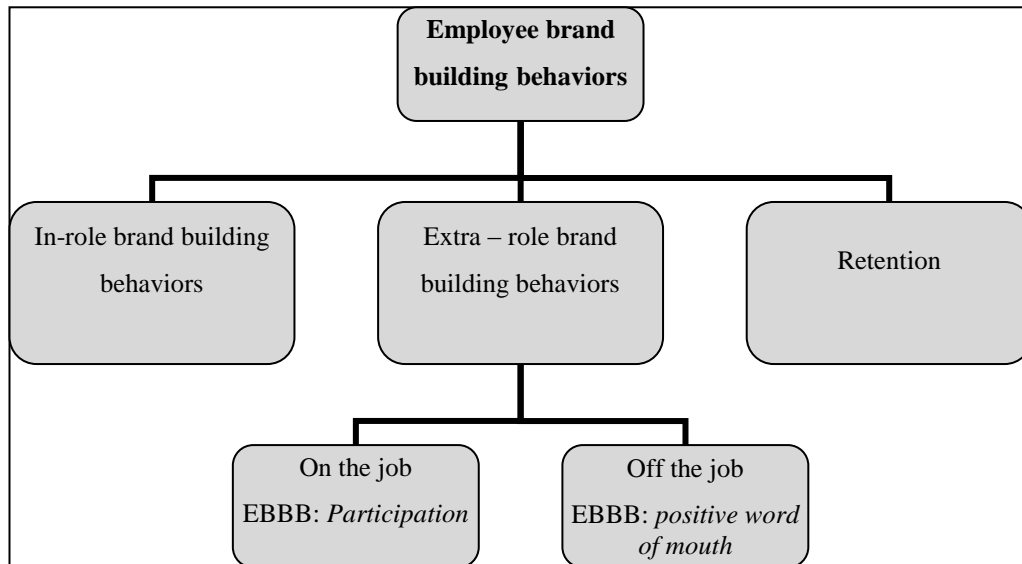 Employee brand
building behaviors
In-role brand building
behaviors
Extra – role brand
building behaviors
Retention
On the job
EBBB: Participation
Off the job
EBBB: positive word
of mouth